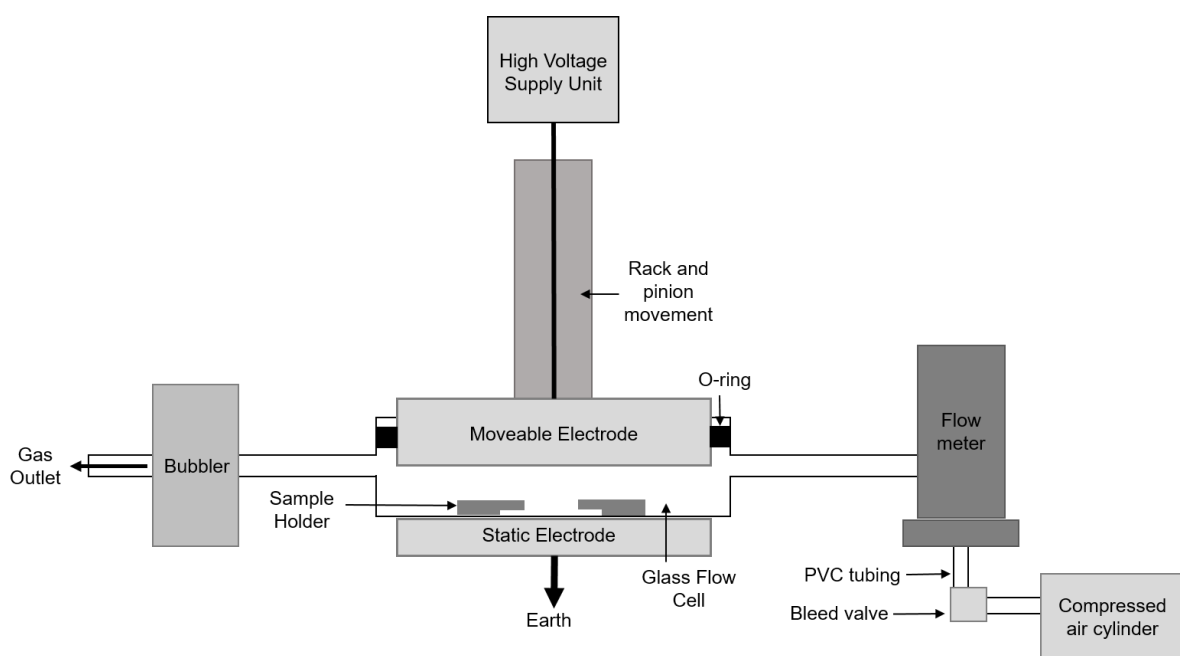 High Voltage
Supply Unit
Rack and
pinion
movement
O-ring
Moveable Electrode
Flow
meter
Gas
Outlet
Bubbler
Sample
Holder
Static Electrode
Glass Flow
Cell
Earth
PVC tubing
Bleed valve
Compressed
air cylinder